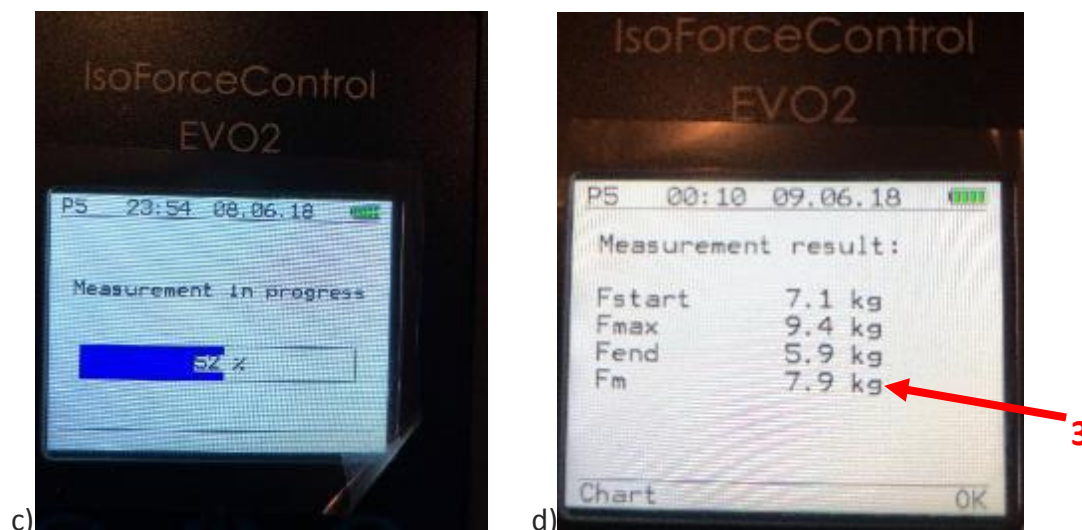 IsoForceControl
EVO2
P5 23:54 08.06.18
Measurement in progress
52 %
c)
IsoForceControl
EVO2
P5 00:10 09.06.18
Measurement result:
Fstart 7.1 kg
Fmax 9.4 kg
Fend 5.9 kg
Fm 7.9 kg
3
Chart OK
d)